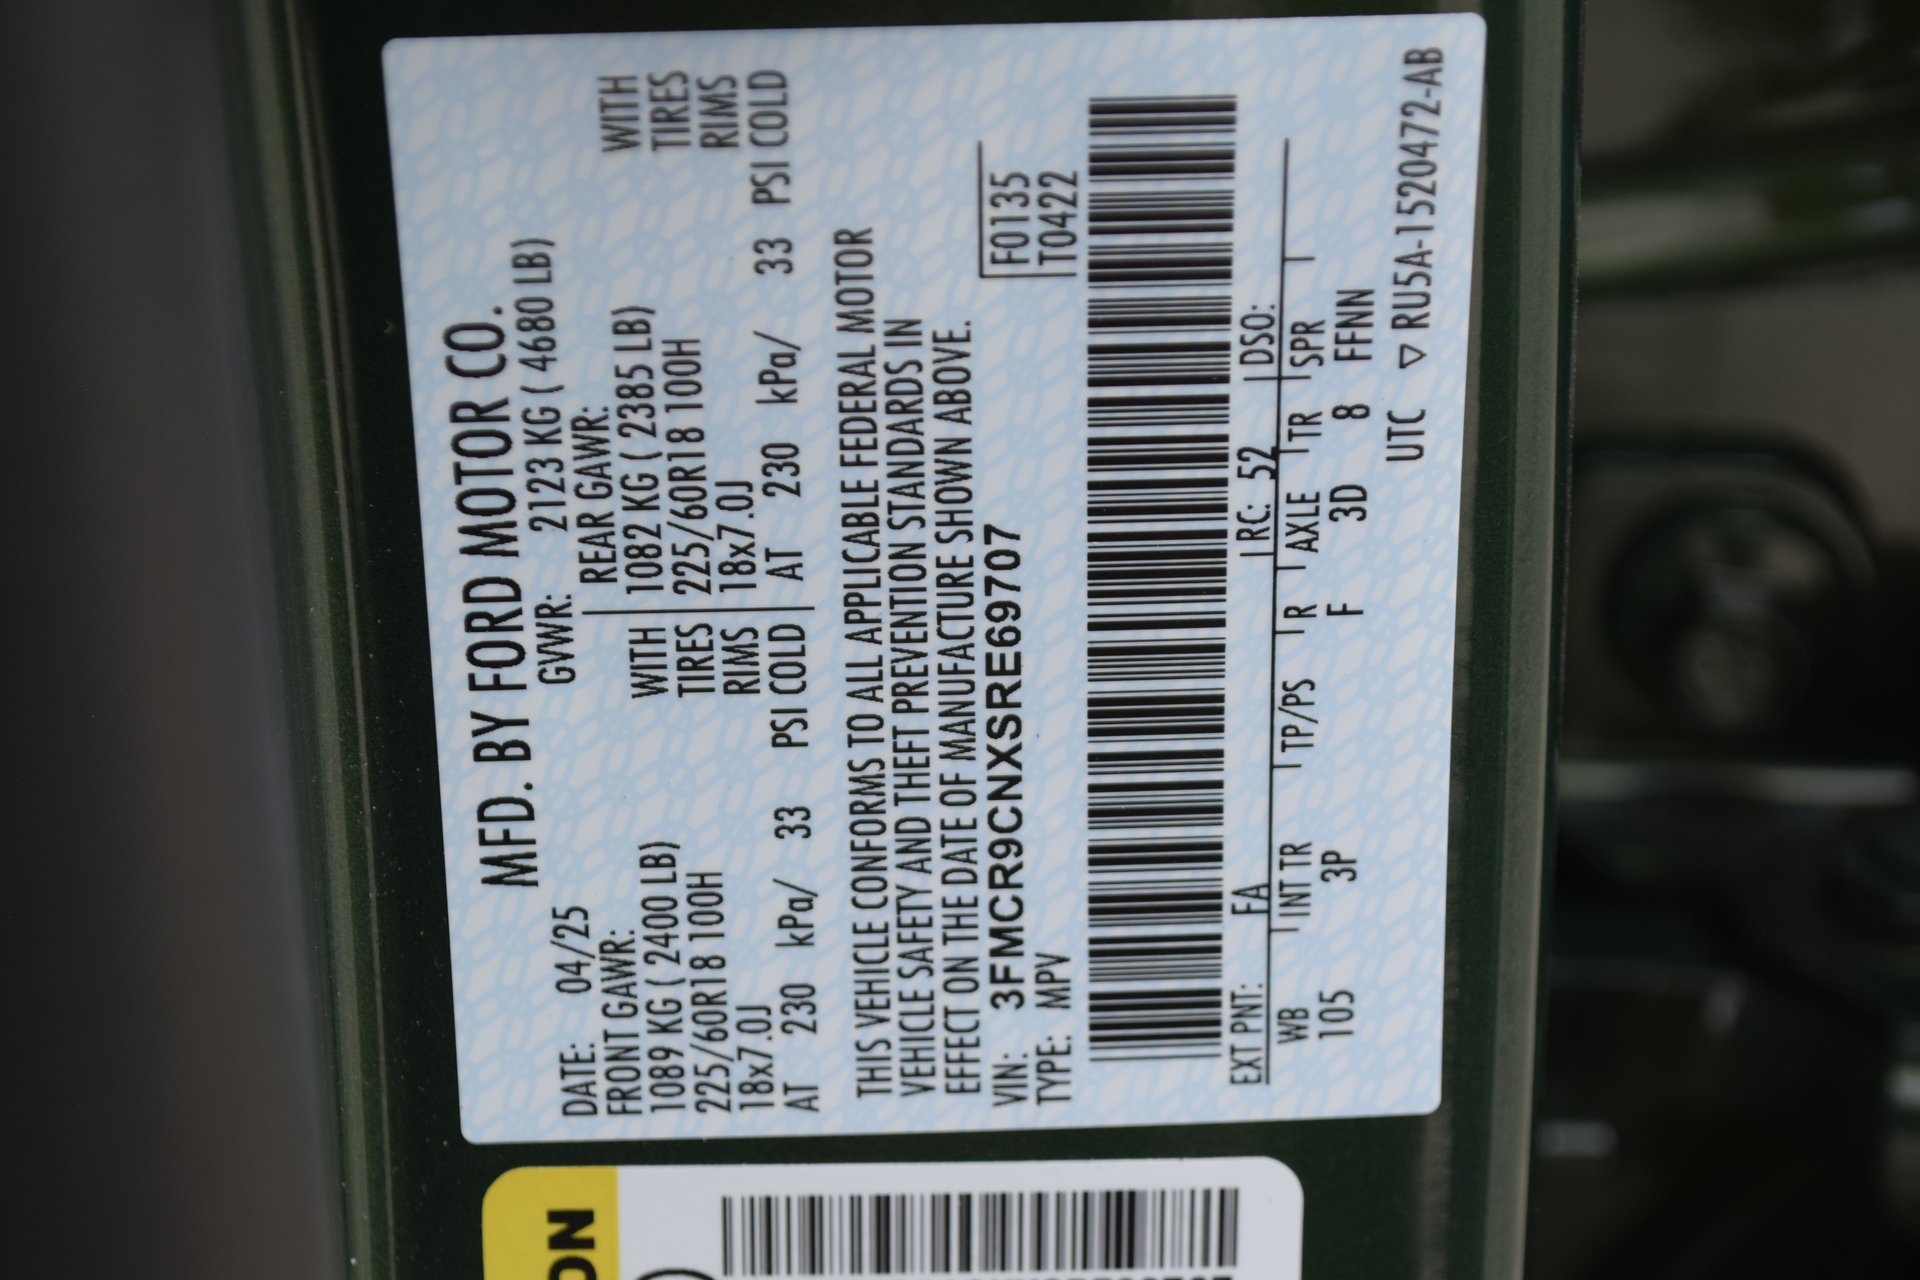 MFD. BY FORD MOTOR CO.
DATE: 04/25 GVWR: 2123 KG ( 4680 LB)
FRONT GAWR: REAR GAWR:
1089 KG ( 2400 LB) WITH 1082 KG ( 2385 LB) WITH
225/60R18 100H TIRES 225/60R18 100H TIRES
18x7.0J RIMS 18x7.0J RIMS
AT 230 kPa/ 33 PSI COLD AT 230 kPa/ 33 PSI COLD
THIS VEHICLE CONFORMS TO ALL APPLICABLE FEDERAL MOTOR
VEHICLE SAFETY AND THEFT PREVENTION STANDARDS IN
EFFECT ON THE DATE OF MANUFACTURE SHOWN ABOVE.
VIN: 3FMCR9CNXSRE69707 F0135
TYPE: MPV T0422
EXT PNT: FA RC: 52 DSO:
WB INT TR TP/PS R AXLE TR SPR
105 3P F 3D 8 FFNN
UTC ▽ RU5A-1520472-AB